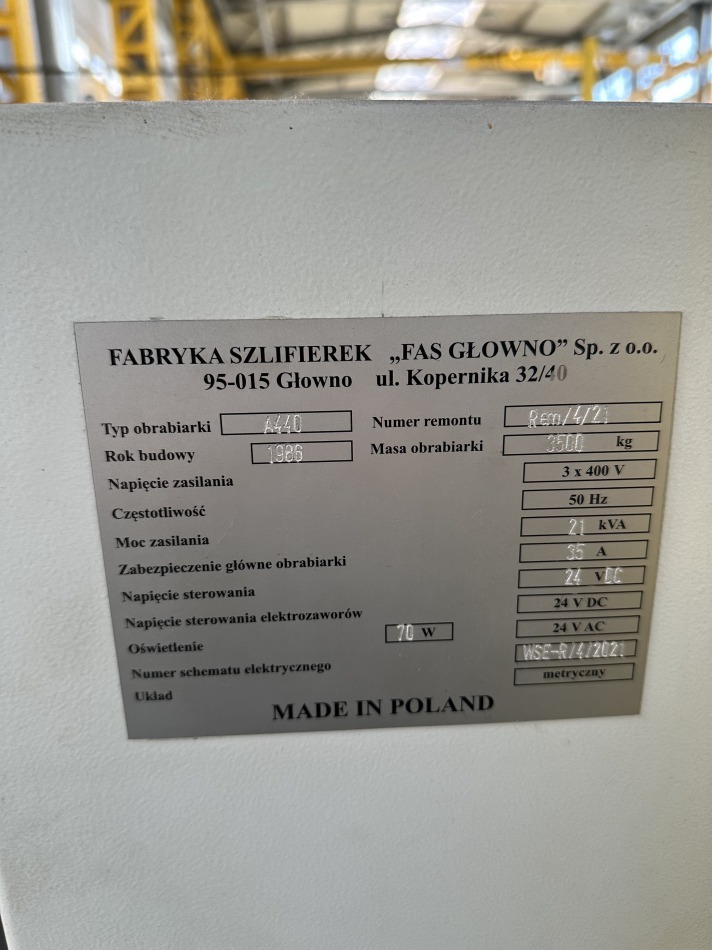 FABRYKA SZLIFIEREK „FAS GŁOWNO” Sp. z o.o.
95-015 Głowno ul. Kopernika 32/40
Typ obrabiarki A440 Numer remontu Rem/4/21
Rok budowy 1986 Masa obrabiarki 3500 kg
Napięcie zasilania 3 x 400 V
Częstotliwość 50 Hz
Moc zasilania 21 kVA
Zabezpieczenie główne obrabiarki 35 A
Napięcie sterowania 24 VDC
Napięcie sterowania elektrozaworów 24 V DC
Oświetlenie 70 W 24 V AC
Numer schematu elektrycznego WSE-R/4/2021
Układ metryczny
MADE IN POLAND